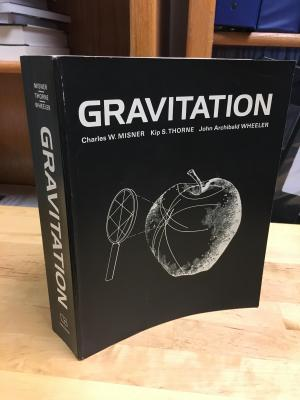 MISNER
THORNE
WHEELER
GRAVITATION
GRAVITATION
Charles W. MISNER Kip S. THORNE John Archibald WHEELER